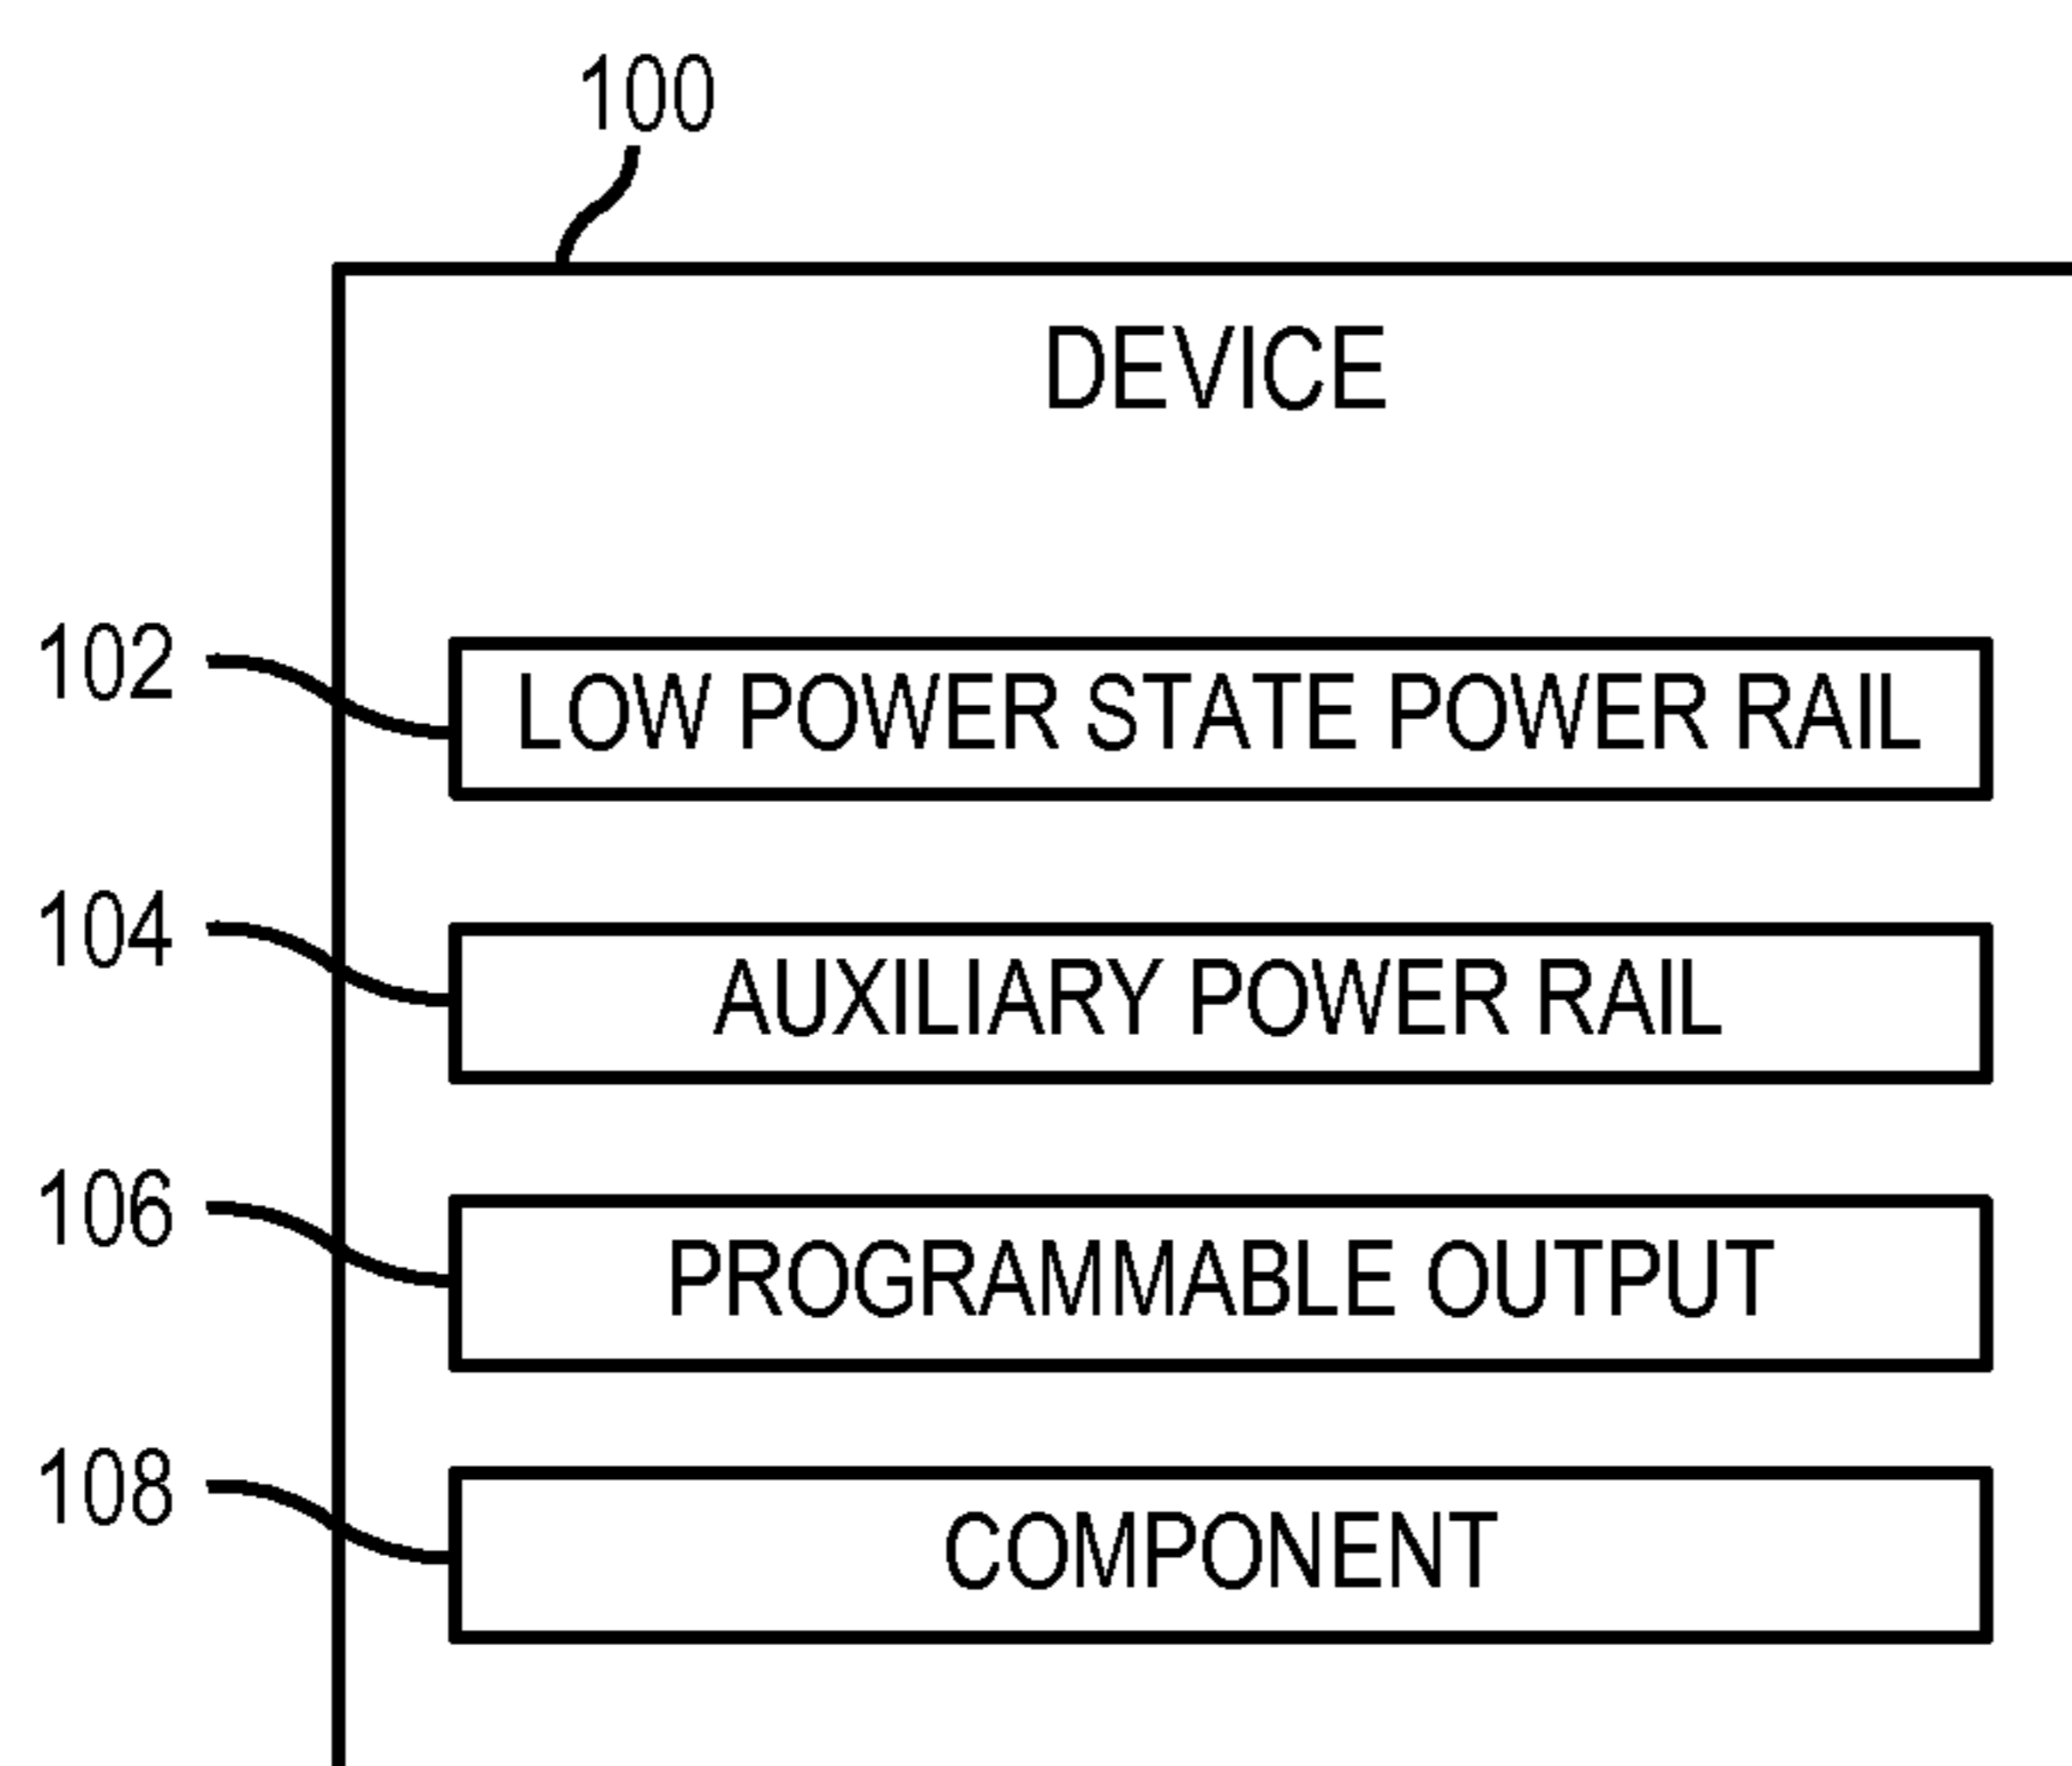 100
DEVICE
102
LOW POWER STATE POWER RAIL
104
AUXILIARY POWER RAIL
106
PROGRAMMABLE OUTPUT
108
COMPONENT